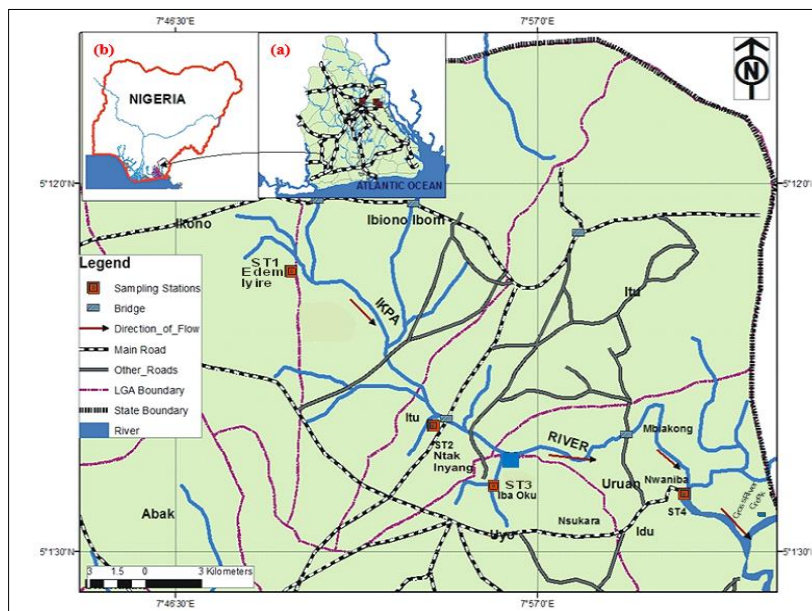 7°46'30"E
7°57'0"E
(b)
(a)
N
NIGERIA
ATLANTIC OCEAN
5°12'0"N
5°12'0"N
Ikono
Ibiono Ibom
Legend
Sampling Stations
Bridge
Direction_of_Flow
Main Road
Other_Roads
LGA Boundary
State Boundary
River
ST1
Edem
Iyire
IKPA
Itu
Itu
ST2
Ntak
Inyang
RIVER
Mbiakong
ST3
Iba Oku
Uruan
Nwaniba
ST4
Abak
Nsukara
Uyo
Idu
5°1'30"N
5°1'30"N
3 1.5 0 3 Kilometers
7°46'30"E
7°57'0"E